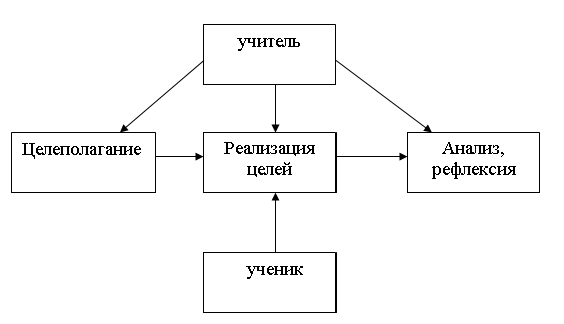 учитель
Целеполагание
Реализация
целей
Анализ,
рефлексия
ученик